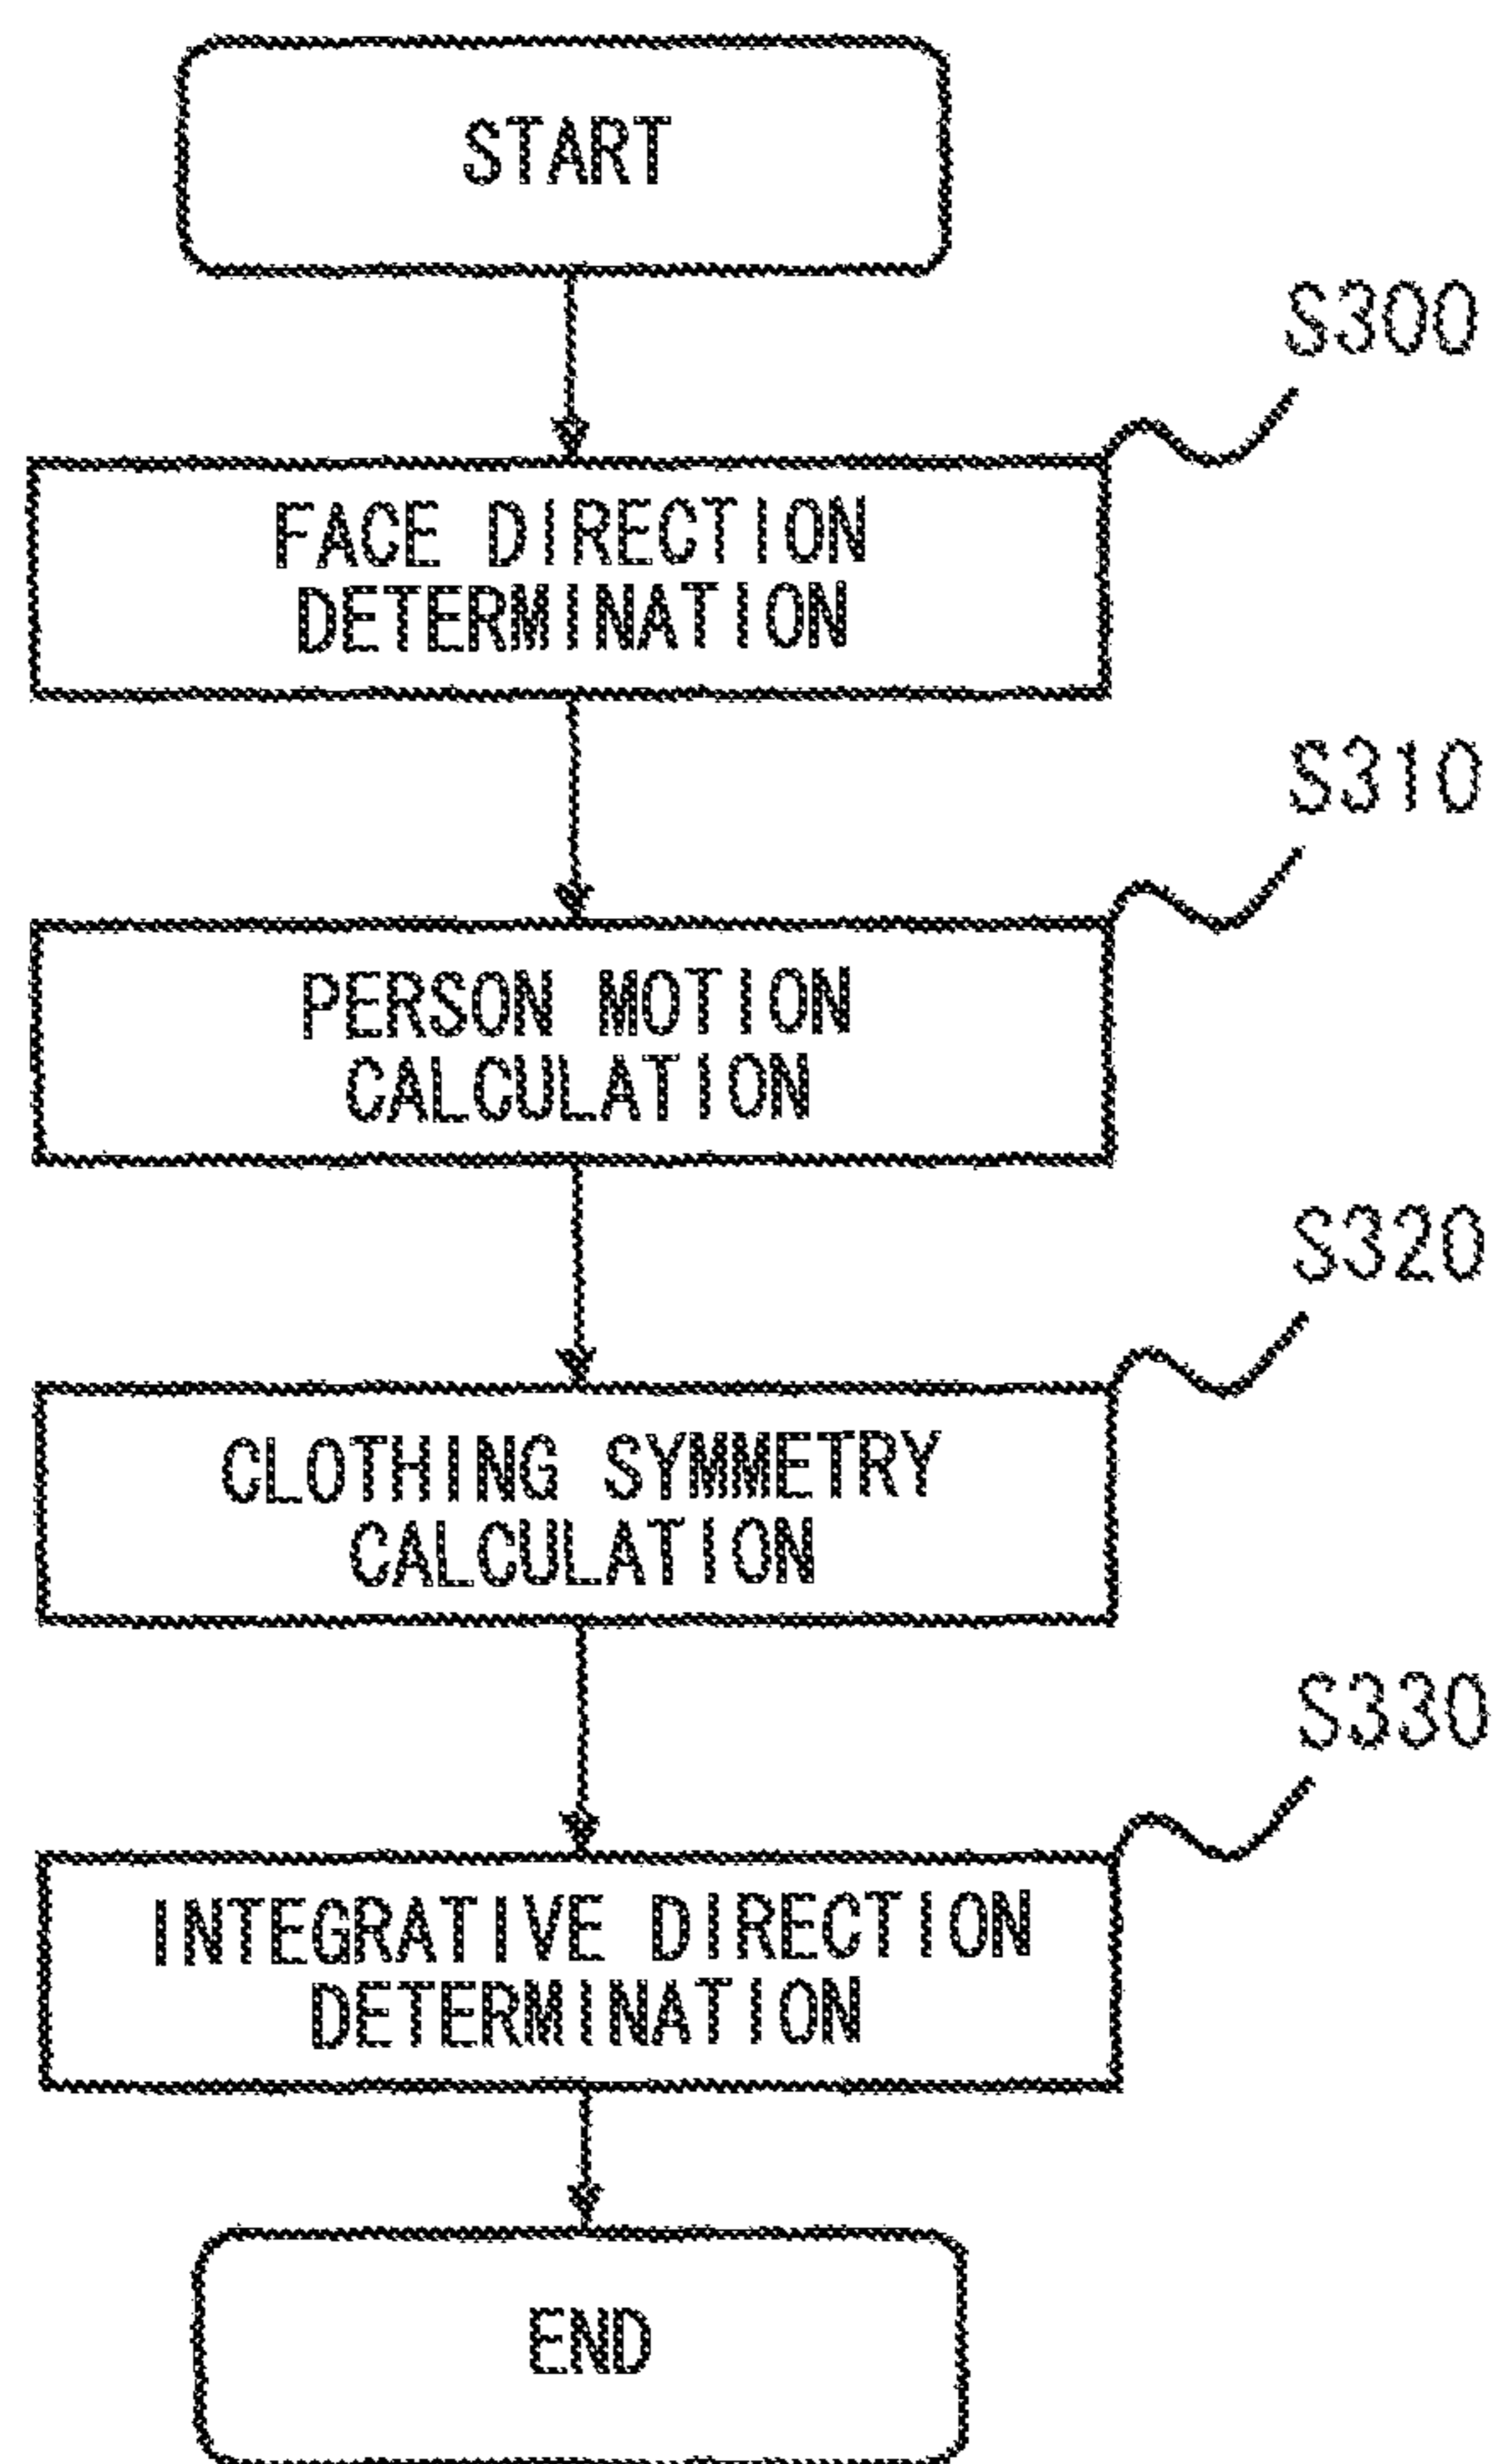 START
S300
FACE DIRECTION
DETERMINATION
S310
PERSON MOTION
CALCULATION
S320
CLOTHING SYMMETRY
CALCULATION
S330
INTEGRATIVE DIRECTION
DETERMINATION
END